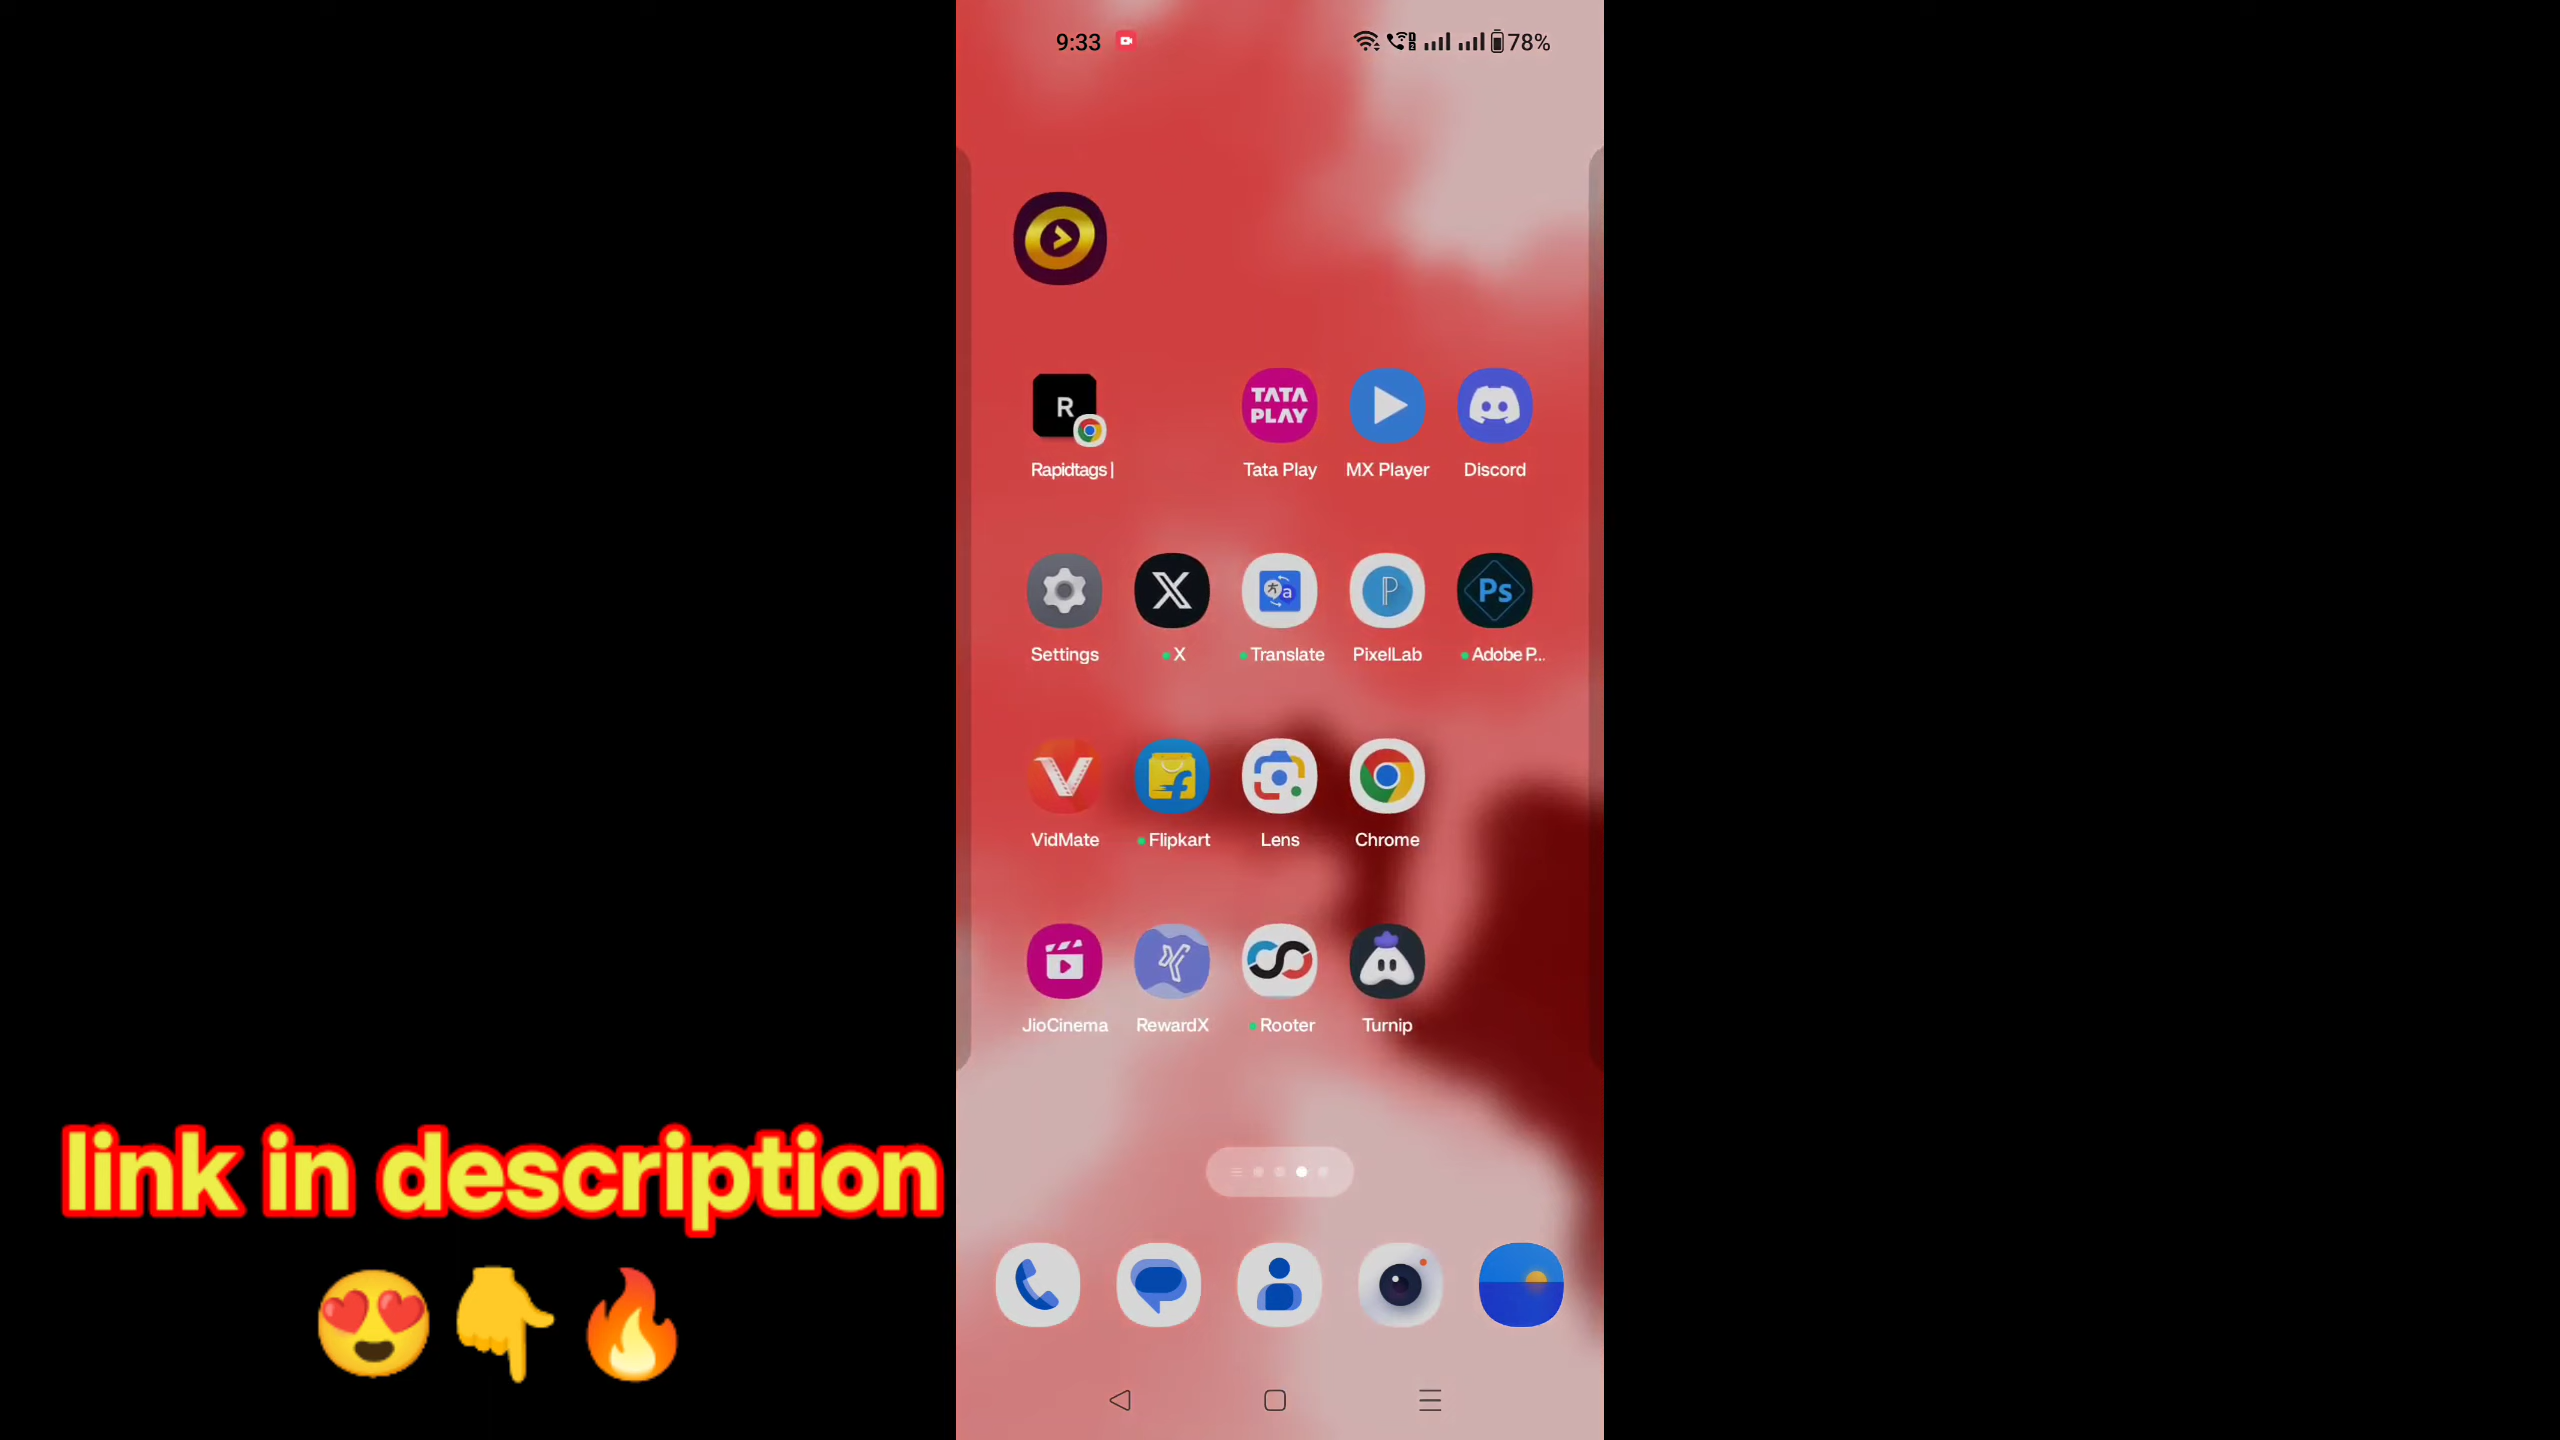 9:33 78%
R
TATA
PLAY
Rapidtags | Tata Play MX Player Discord
Ps
Settings X Translate PixelLab Adobe P...
VidMate Flipkart Lens Chrome
JioCinema RewardX Rooter Turnip
link in description
😍👇🔥